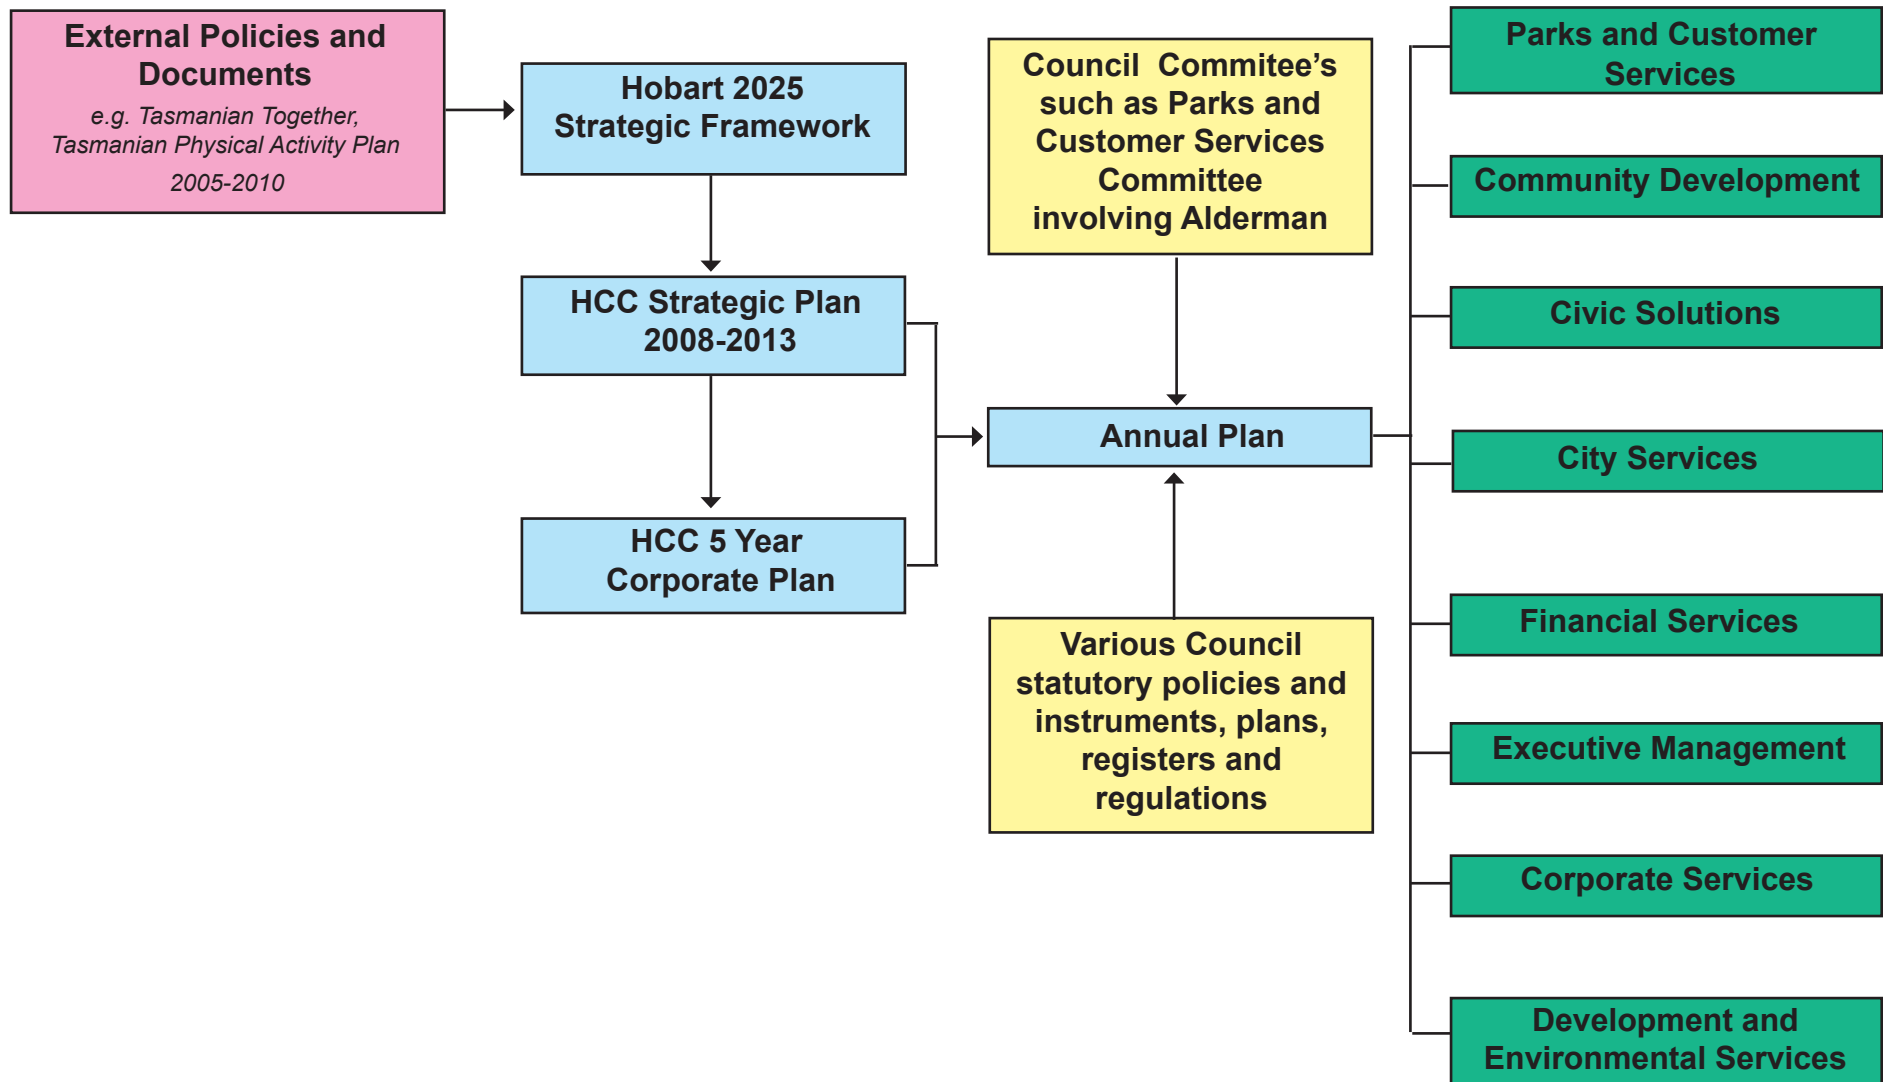 External Policies and
Documents
e.g. Tasmanian Together,
Tasmanian Physical Activity Plan
2005-2010
Hobart 2025
Strategic Framework
HCC Strategic Plan
2008-2013
HCC 5 Year
Corporate Plan
Council Commitee’s
such as Parks and
Customer Services
Committee
involving Alderman
Annual Plan
Various Council
statutory policies and
instruments, plans,
registers and
regulations
Parks and Customer
Services
Community Development
Civic Solutions
City Services
Financial Services
Executive Management
Corporate Services
Development and
Environmental Services